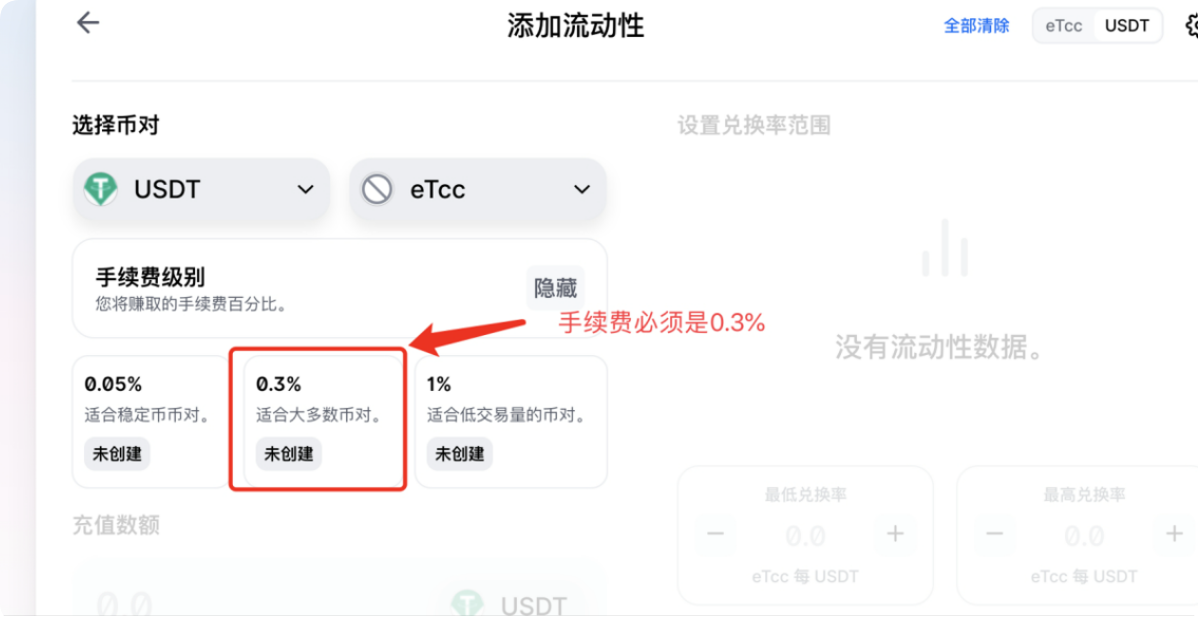 添加流动性
全部清除
eTcc USDT
选择币对
USDT
eTcc
手续费级别
您将赚取的手续费百分比。
隐藏
手续费必须是0.3%
0.05%
适合稳定币币对。
未创建
0.3%
适合大多数币对。
未创建
1%
适合低交易量的币对。
未创建
充值数额
0.0
USDT
设置兑换率范围
没有流动性数据。
最低兑换率
0.0
eTcc 每 USDT
最高兑换率
0.0
eTcc 每 USDT